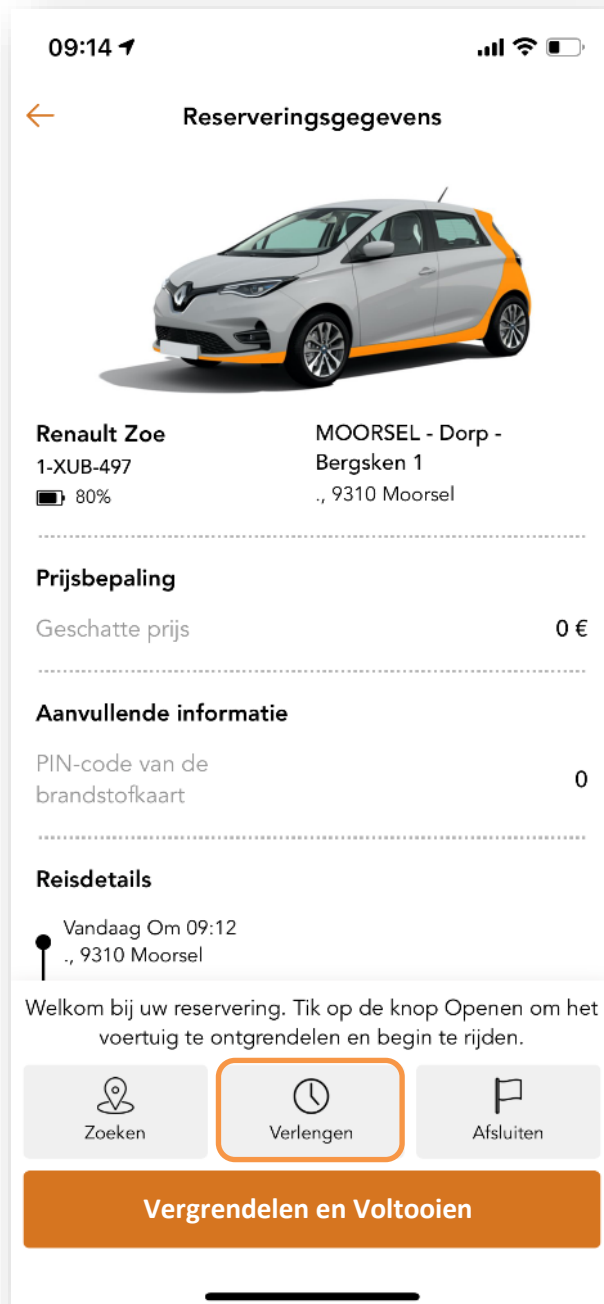 09:14
Reserveringsgegevens
Renault Zoe
1-XUB-497
80%
MOORSEL - Dorp -
Bergsken 1
., 9310 Moorsel
Prijsbepaling
Geschatte prijs
0 €
Aanvullende informatie
PIN-code van de
brandstofkaart
0
Reisdetails
Vandaag Om 09:12
., 9310 Moorsel
Welkom bij uw reservering. Tik op de knop Openen om het
voertuig te ontgrendelen en begin te rijden.
Zoeken
Verlengen
Afsluiten
Vergrendelen en Voltooien